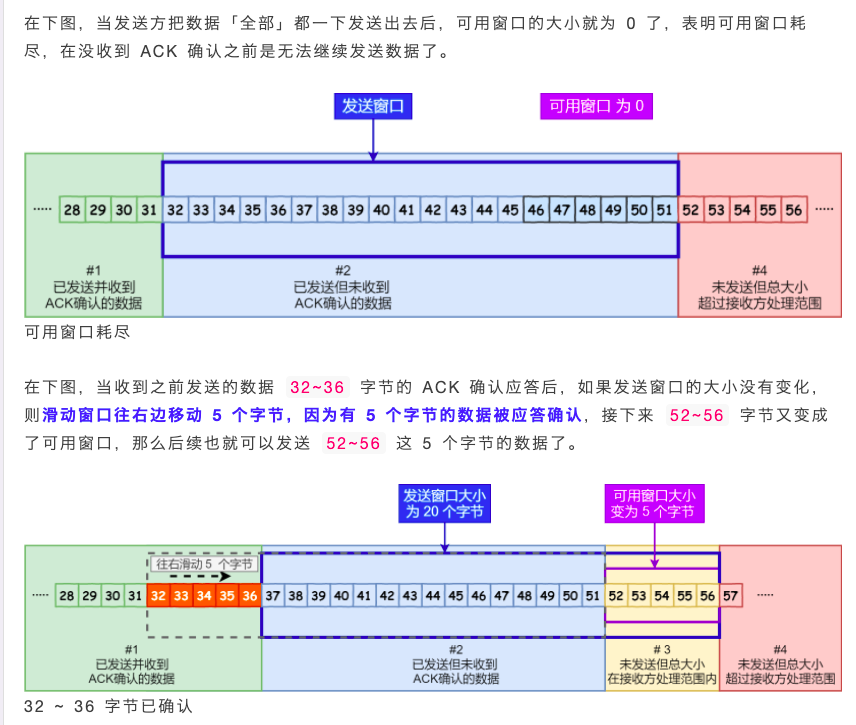 在下图，当发送方把数据「全部」都一下发送出去后，可用窗口的大小就为 0 了，表明可用窗口耗
尽，在没收到 ACK 确认之前是无法继续发送数据了。
发送窗口
可用窗口 为 0
····· 28 29 30 31 32 33 34 35 36 37 38 39 40 41 42 43 44 45 46 47 48 49 50 51 52 53 54 55 56 ·····
#1
已发送并收到
ACK确认的数据
#2
已发送但未收到
ACK确认的数据
#4
未发送但总大小
超过接收方处理范围
可用窗口耗尽
在下图，当收到之前发送的数据 32~36 字节的 ACK 确认应答后，如果发送窗口的大小没有变化，
则滑动窗口往右边移动 5 个字节，因为有 5 个字节的数据被应答确认，接下来 52~56 字节又变成
了可用窗口，那么后续也就可以发送 52~56 这 5 个字节的数据了。
发送窗口大小
为 20 个字节
可用窗口大小
变为 5 个字节
往右滑动 5 个字节
····· 28 29 30 31 32 33 34 35 36 37 38 39 40 41 42 43 44 45 46 47 48 49 50 51 52 53 54 55 56 57 ·····
#1
已发送并收到
ACK确认的数据
#2
已发送但未收到
ACK确认的数据
# 3
未发送但总大小
在接收方处理范围内
#4
未发送但总大小
超过接收方处理范围
32 ~ 36 字节已确认